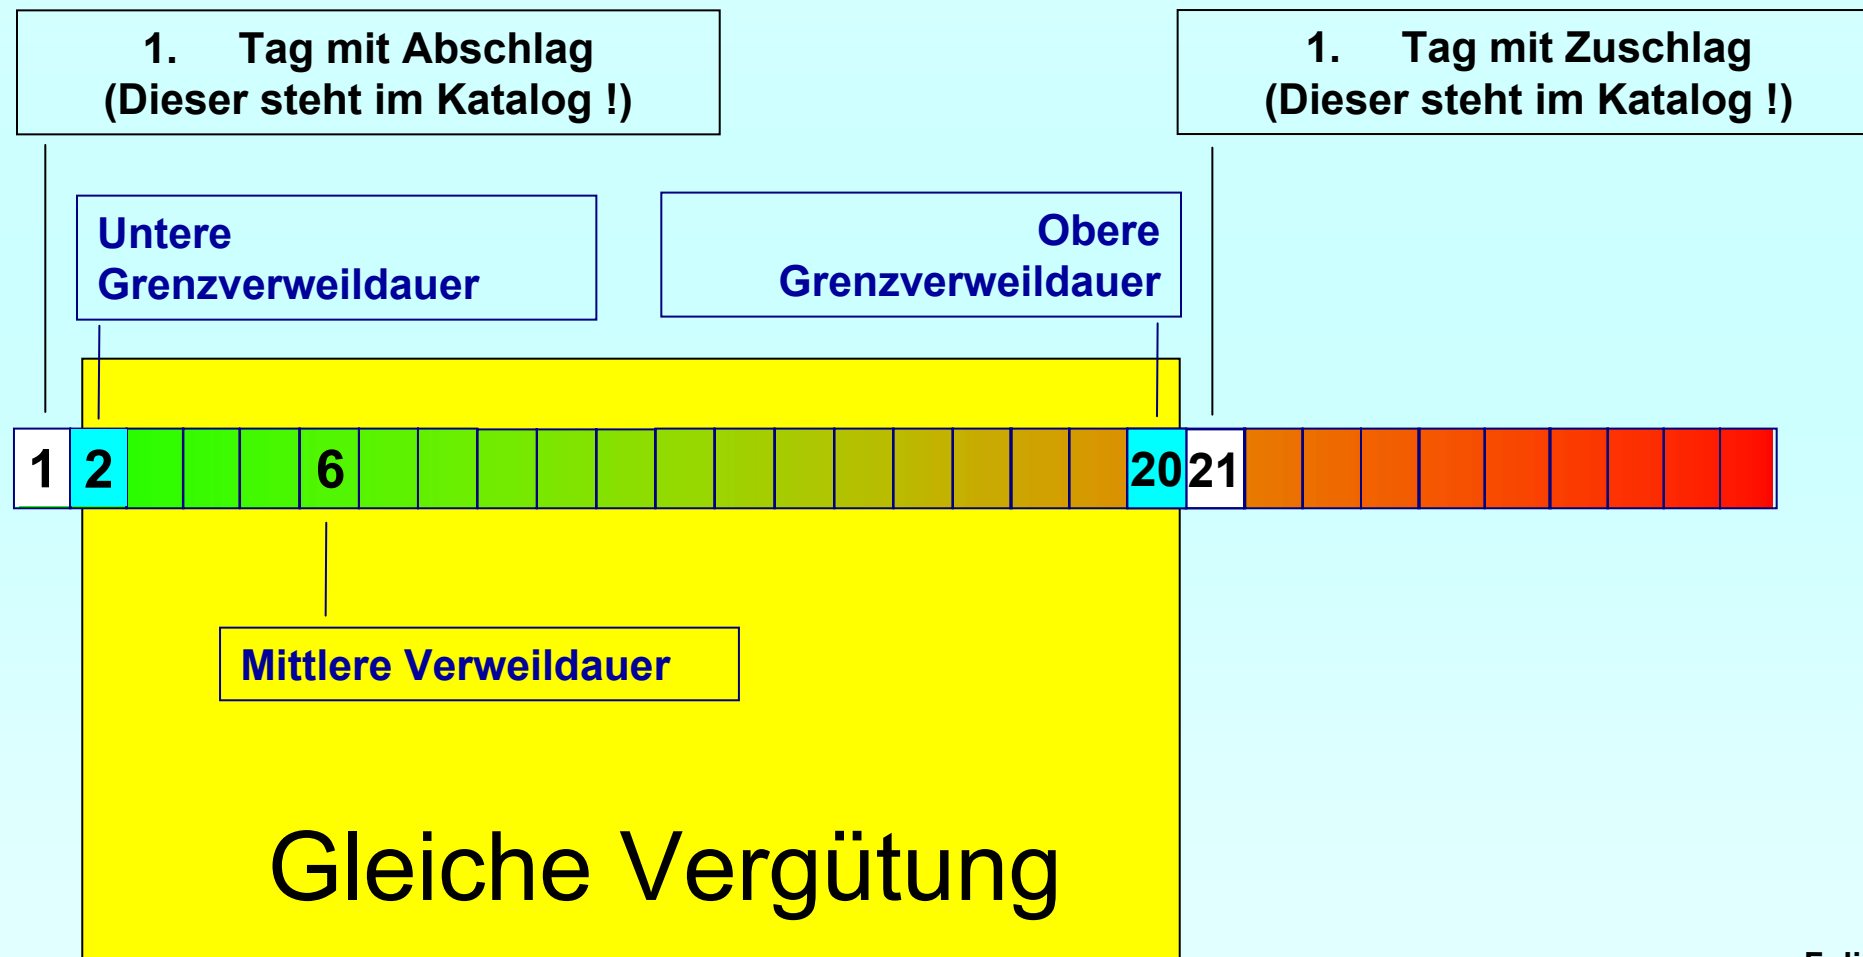 1. Tag mit Abschlag
(Dieser steht im Katalog !)
1. Tag mit Zuschlag
(Dieser steht im Katalog !)
Untere
Grenzverweildauer
Obere
Grenzverweildauer
1 2 6 20 21
Mittlere Verweildauer
Gleiche Vergütung